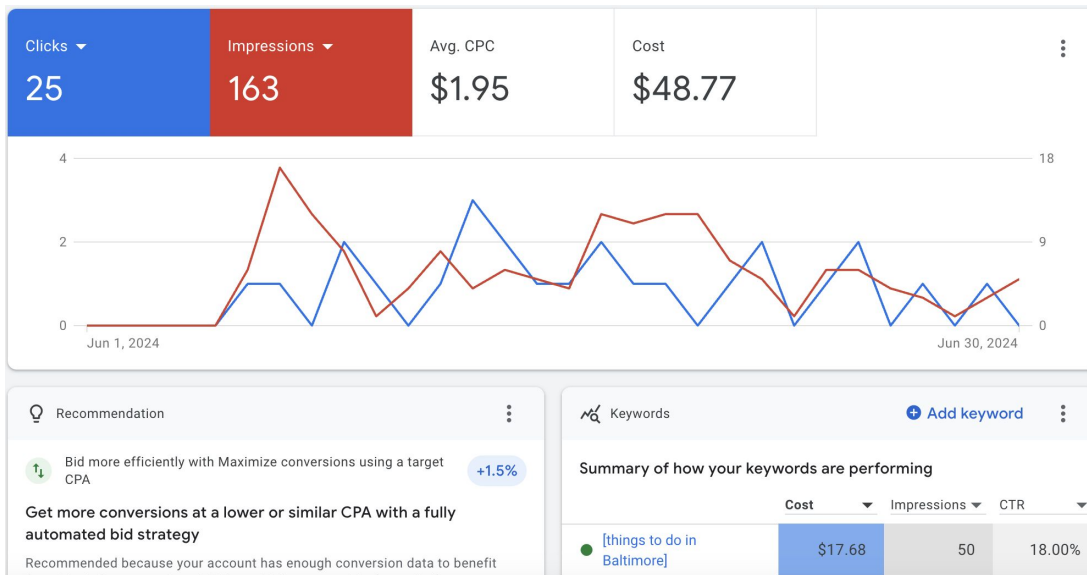 Clicks
Impressions
Avg. CPC
Cost
25
163
$1.95
$48.77
4
18
2
9
0
0
Jun 1, 2024
Jun 30, 2024
Recommendation
Bid more efficiently with Maximize conversions using a target
CPA
+1.5%
Get more conversions at a lower or similar CPA with a fully
automated bid strategy
Recommended because your account has enough conversion data to benefit
Keywords
Add keyword
Summary of how your keywords are performing
Cost
Impressions
CTR
[things to do in
Baltimore]
$17.68
50
18.00%